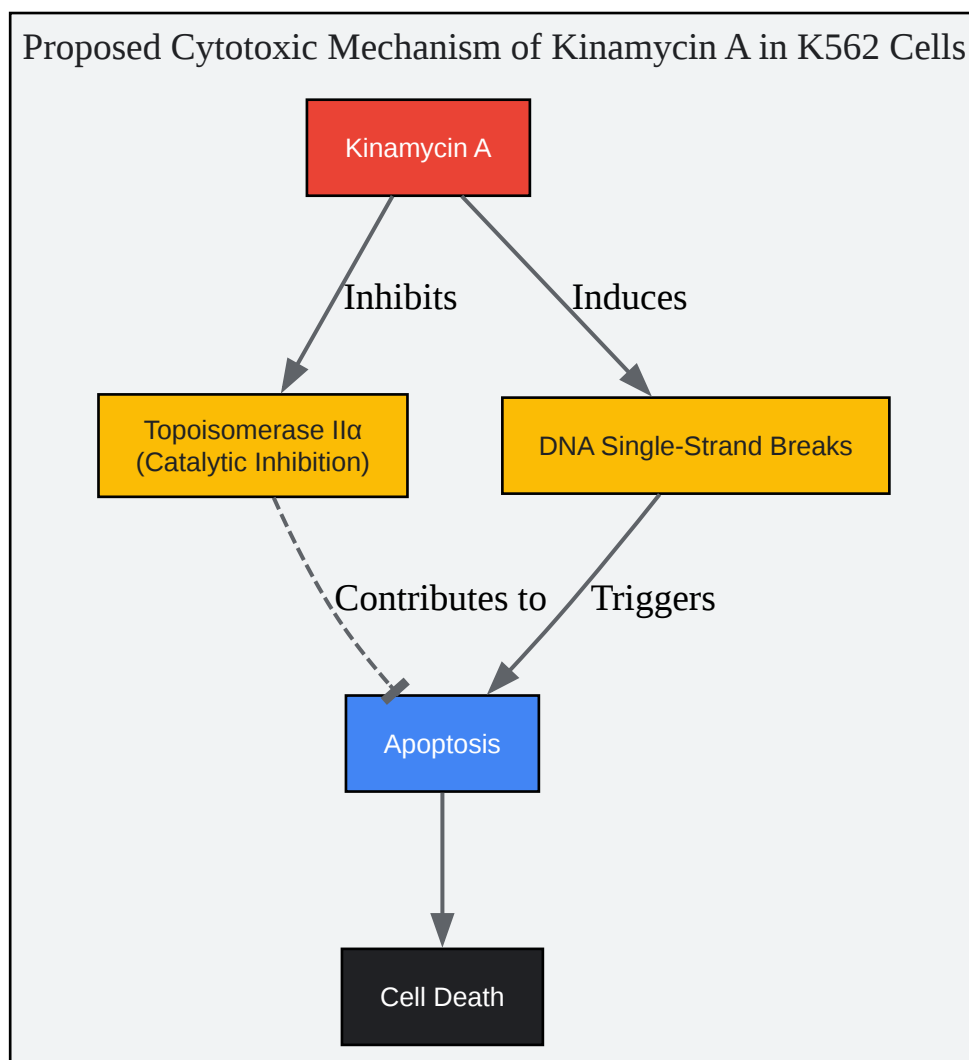 Proposed Cytotoxic Mechanism of Kinamycin A in K562 Cells
Kinamycin A
Inhibits
Induces
Topoisomerase IIα
(Catalytic Inhibition)
DNA Single-Strand Breaks
Contributes to
Triggers
Apoptosis
Cell Death